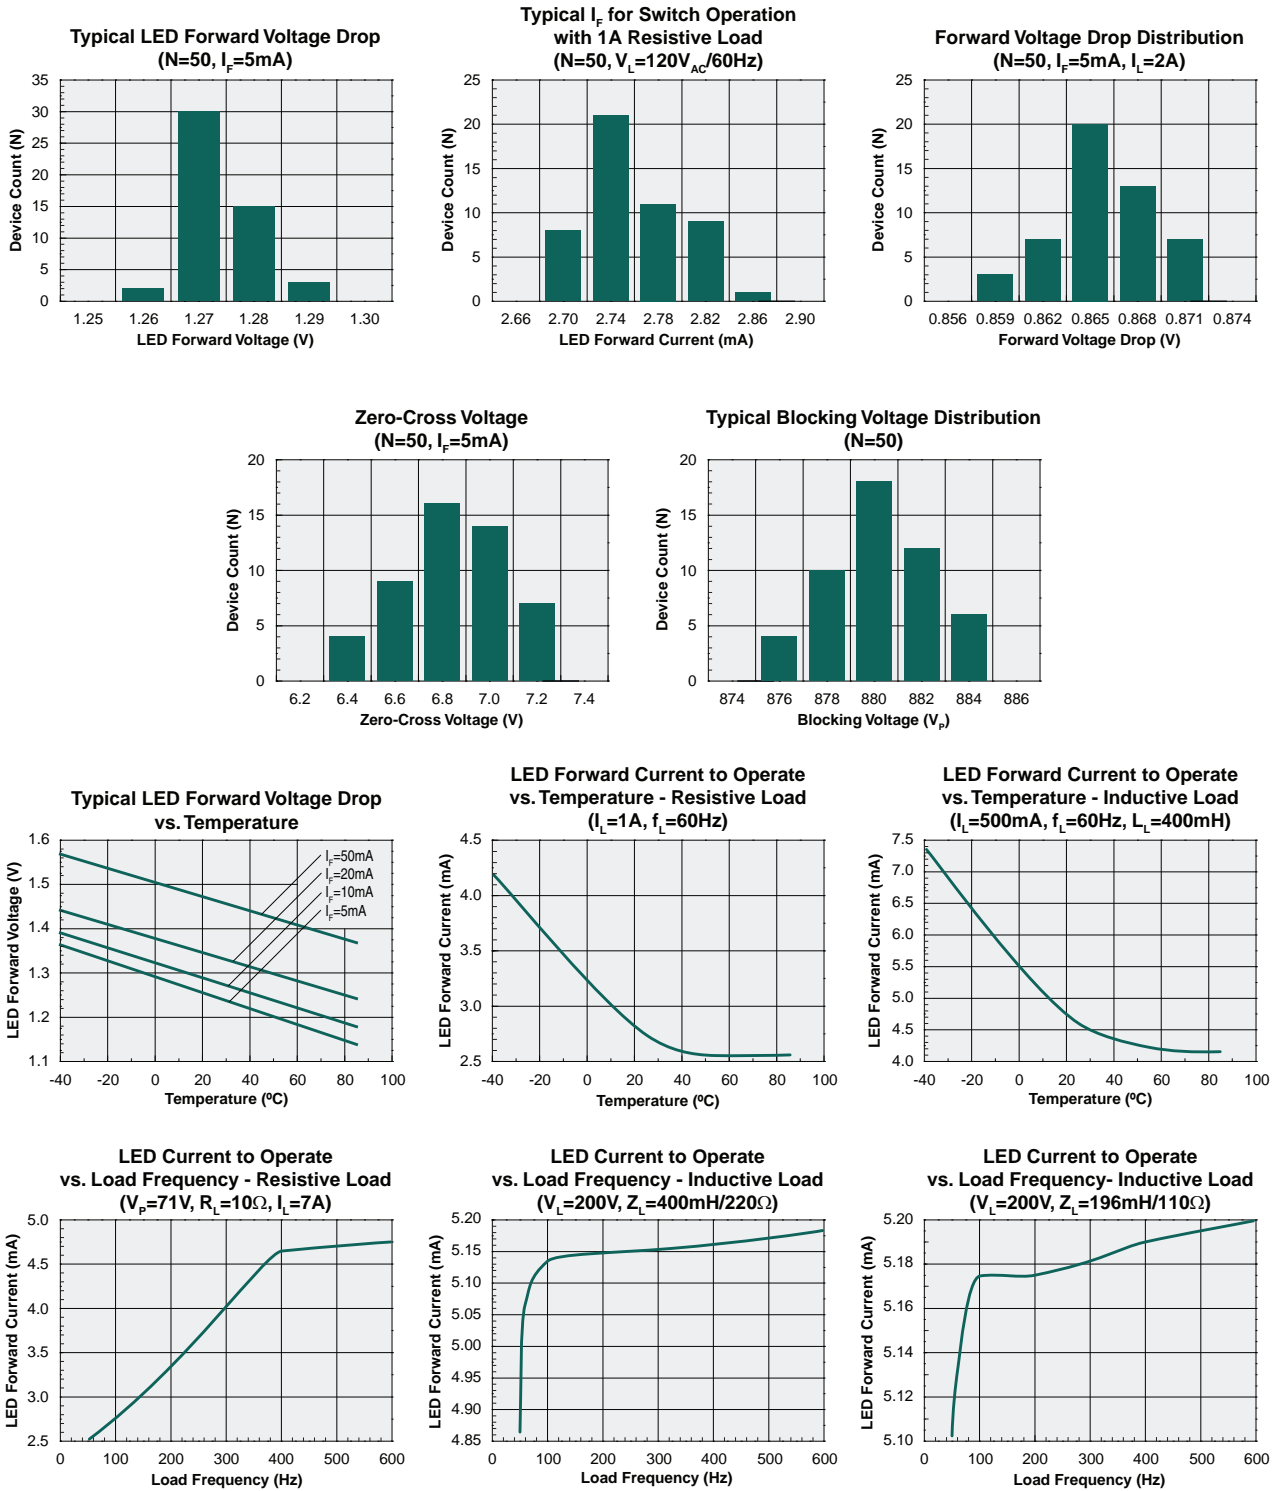 Typical LED Forward Voltage Drop
(N=50, IF=5mA)
35
30
25
20
15
10
5
0
Device Count (N)
1.25 1.26 1.27 1.28 1.29 1.30
LED Forward Voltage (V)
Typical IF for Switch Operation
with 1A Resistive Load
(N=50, VL=120VAC/60Hz)
25
20
15
10
5
0
Device Count (N)
2.66 2.70 2.74 2.78 2.82 2.86 2.90
LED Forward Current (mA)
Forward Voltage Drop Distribution
(N=50, IF=5mA, IL=2A)
25
20
15
10
5
0
Device Count (N)
0.856 0.859 0.862 0.865 0.868 0.871 0.874
Forward Voltage Drop (V)
Zero-Cross Voltage
(N=50, IF=5mA)
20
15
10
5
0
Device Count (N)
6.2 6.4 6.6 6.8 7.0 7.2 7.4
Zero-Cross Voltage (V)
Typical Blocking Voltage Distribution
(N=50)
20
15
10
5
0
Device Count (N)
874 876 878 880 882 884 886
Blocking Voltage (VP)
Typical LED Forward Voltage Drop
vs. Temperature
1.6
1.5
1.4
1.3
1.2
1.1
LED Forward Voltage (V)
IF=50mA
IF=20mA
IF=10mA
IF=5mA
-40 -20 0 20 40 60 80 100
Temperature (ºC)
LED Forward Current to Operate
vs. Temperature - Resistive Load
(IL=1A, fL=60Hz)
4.5
4.0
3.5
3.0
2.5
LED Forward Current (mA)
-40 -20 0 20 40 60 80 100
Temperature (ºC)
LED Forward Current to Operate
vs. Temperature - Inductive Load
(IL=500mA, fL=60Hz, LL=400mH)
7.5
7.0
6.5
6.0
5.5
5.0
4.5
4.0
LED Forward Current (mA)
-40 -20 0 20 40 60 80 100
Temperature (ºC)
LED Current to Operate
vs. Load Frequency - Resistive Load
(VP=71V, RL=10Ω, IL=7A)
5.0
4.5
4.0
3.5
3.0
2.5
LED Forward Current (mA)
0 100 200 300 400 500 600
Load Frequency (Hz)
LED Current to Operate
vs. Load Frequency - Inductive Load
(VL=200V, ZL=400mH/220Ω)
5.20
5.15
5.10
5.05
5.00
4.95
4.90
4.85
LED Forward Current (mA)
0 100 200 300 400 500 600
Load Frequency (Hz)
LED Current to Operate
vs. Load Frequency- Inductive Load
(VL=200V, ZL=196mH/110Ω)
5.20
5.18
5.16
5.14
5.12
5.10
LED Forward Current (mA)
0 100 200 300 400 500 600
Load Frequency (Hz)